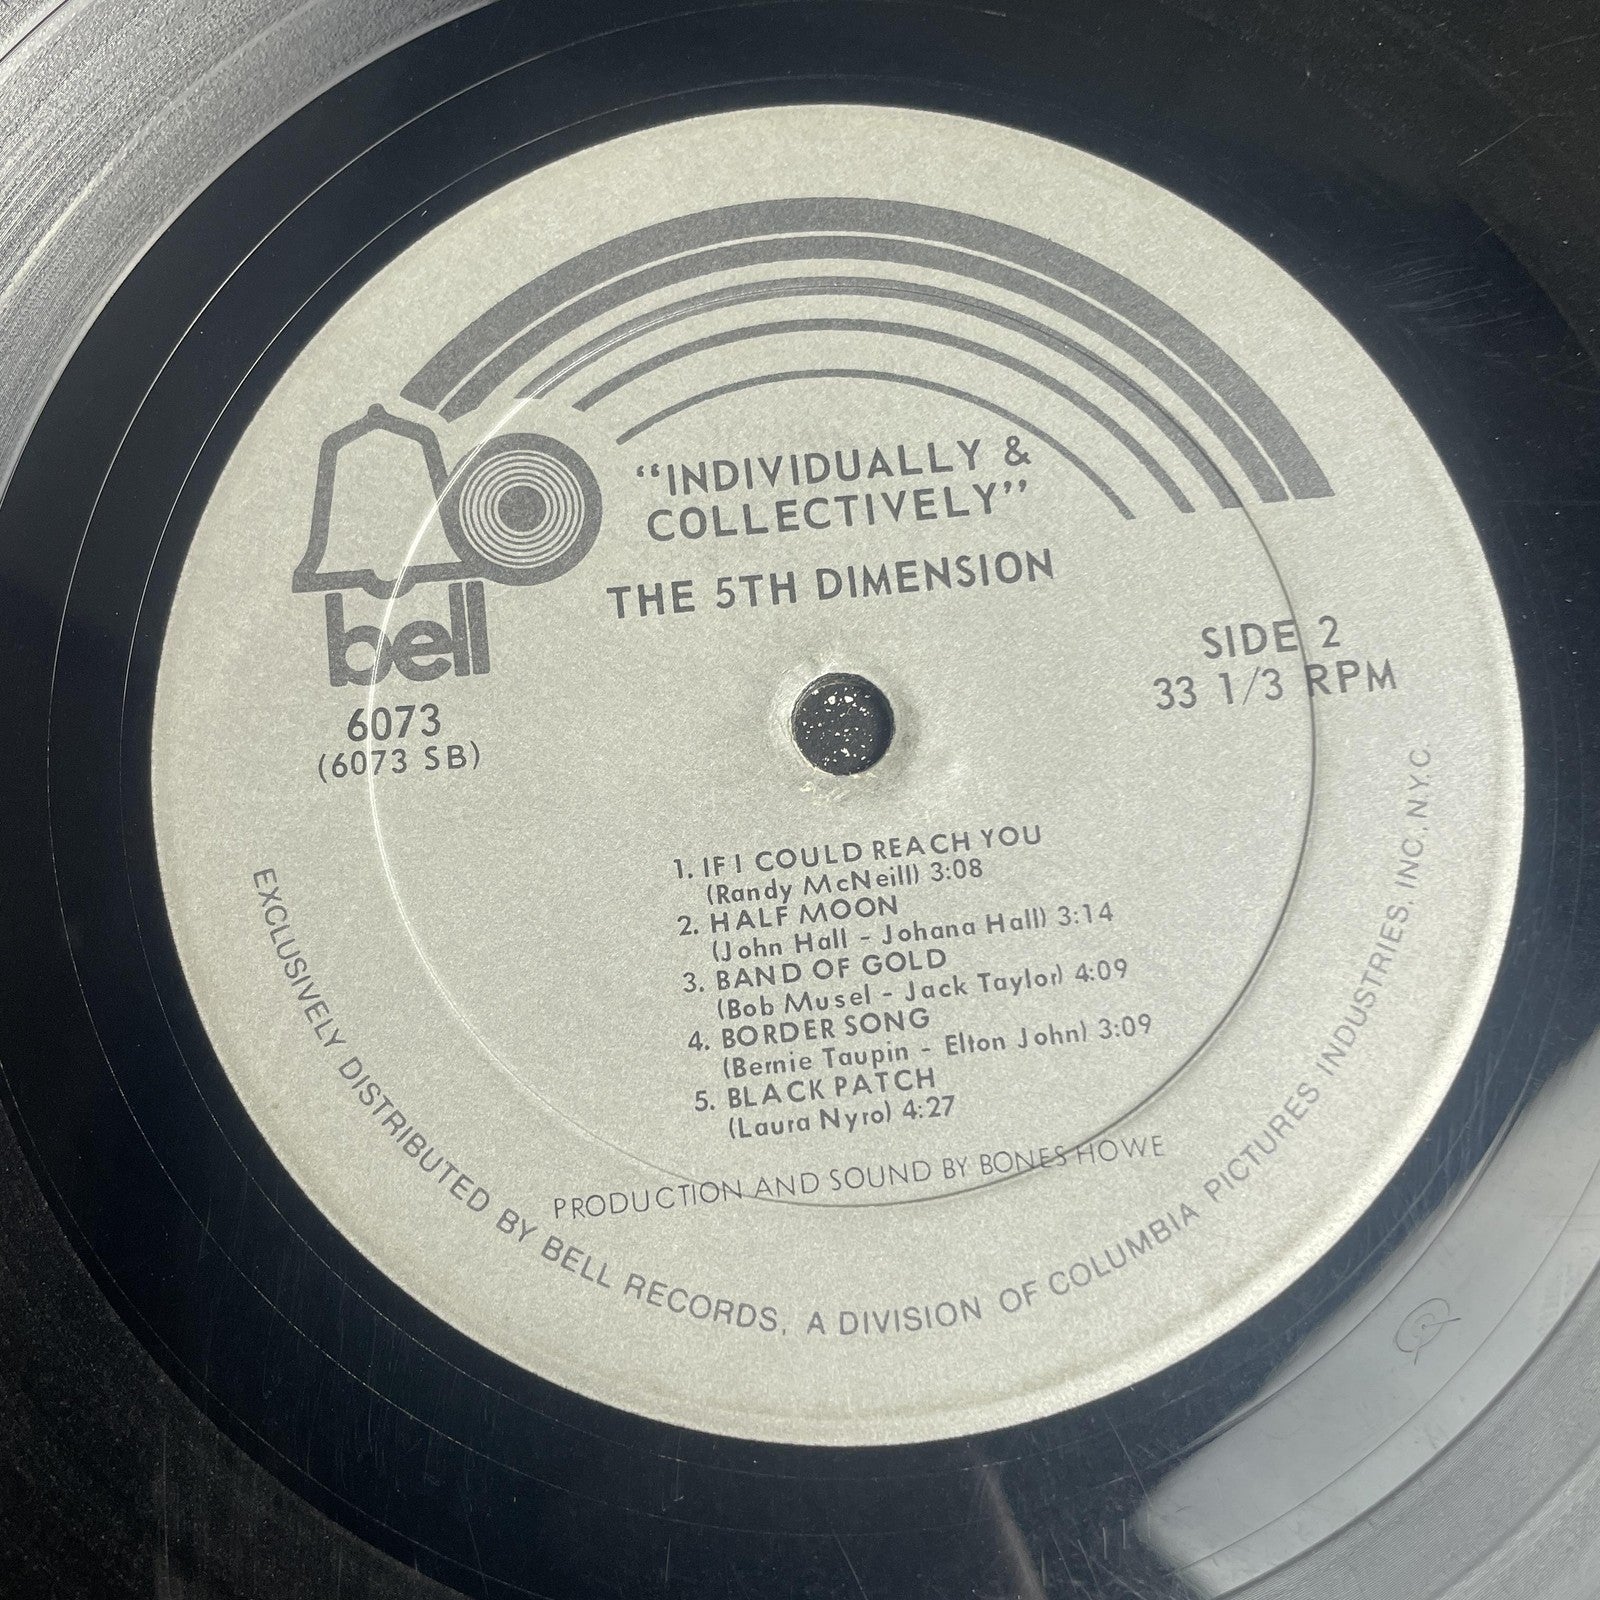 "INDIVIDUALLY &
COLLECTIVELY"
THE 5TH DIMENSION
bell
6073
(6073 SB)
SIDE 2
33 1/3 RPM
1. IF I COULD REACH YOU
(Randy McNeill) 3:08
2. HALF MOON
(John Hall - Johana Hall) 3:14
3. BAND OF GOLD
(Bob Musel - Jack Taylor) 4:09
4. BORDER SONG
(Bernie Taupin - Elton John) 3:09
5. BLACK PATCH
(Laura Nyro) 4:27
PRODUCTION AND SOUND BY BONES HOWE
EXCLUSIVELY DISTRIBUTED BY BELL RECORDS, A DIVISION OF COLUMBIA PICTURES INDUSTRIES, INC. N.Y.C.